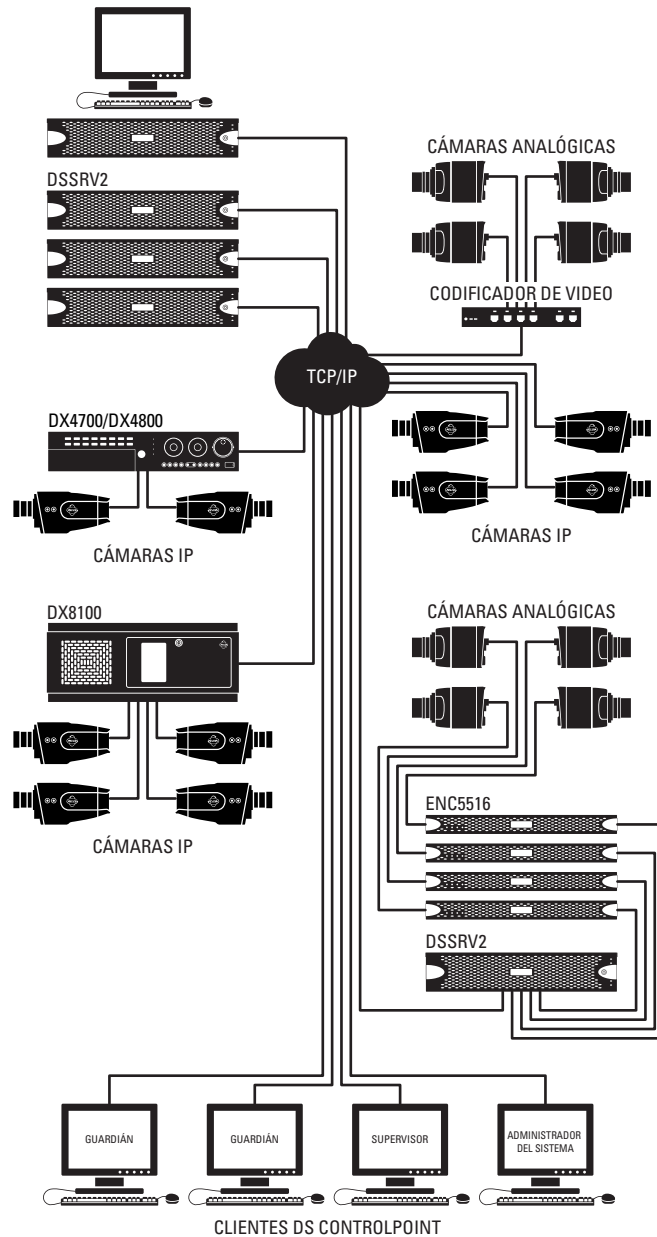 DSSRV2
CÁMARAS ANALÓGICAS
CODIFICADOR DE VIDEO
TCP/IP
DX4700/DX4800
CÁMARAS IP
CÁMARAS IP
DX8100
CÁMARAS ANALÓGICAS
CÁMARAS IP
ENC5516
DSSRV2
GUARDIÁN
GUARDIÁN
SUPERVISOR
ADMINISTRADOR
DEL SISTEMA
CLIENTES DS CONTROLPOINT